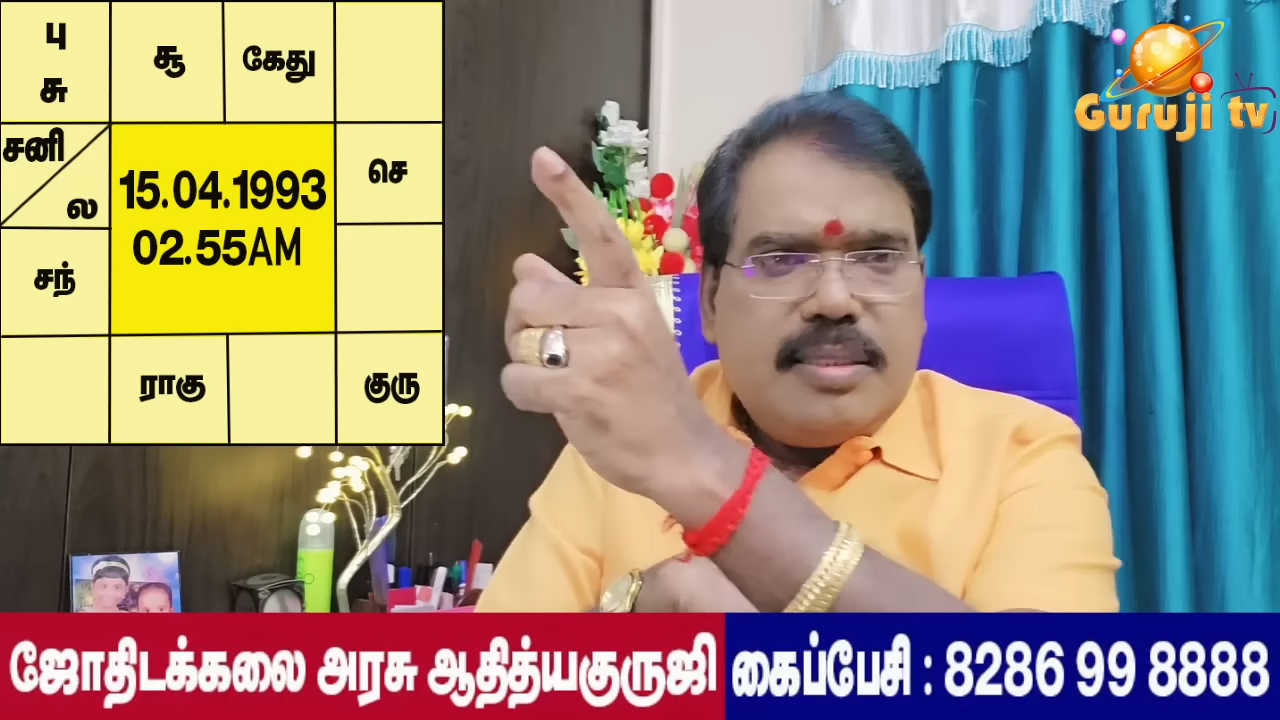 பு
சு
சூ
கேது
சனி
ல
15.04.1993
02.55AM
செ
சந்
ராகு
குரு
Guruji tv
ஜோதிடக்கலை அரசு ஆதித்யகுருஜி
கைப்பேசி : 8286 99 8888